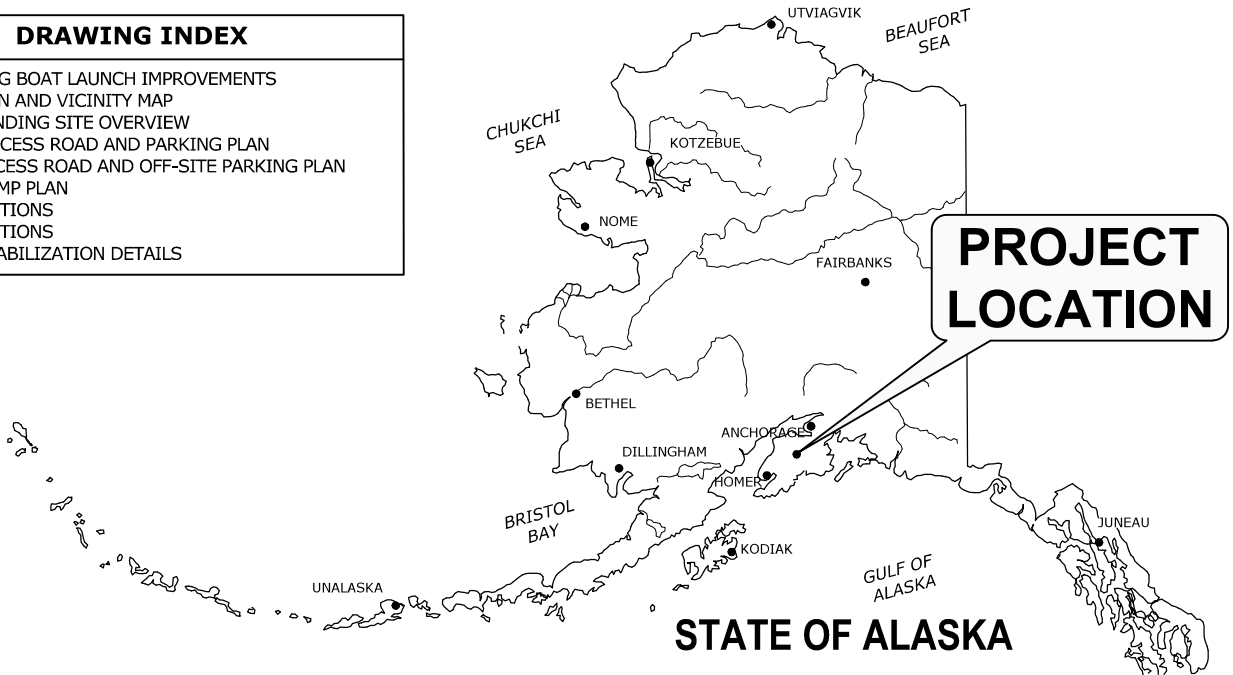 DRAWING INDEX
G BOAT LAUNCH IMPROVEMENTS
N AND VICINITY MAP
NDING SITE OVERVIEW
CCESS ROAD AND PARKING PLAN
CCESS ROAD AND OFF-SITE PARKING PLAN
MP PLAN
TIONS
TIONS
ABILIZATION DETAILS
UTVIAGVIK
BEAUFORT
SEA
CHUKCHI
SEA
KOTZEBUE
NOME
FAIRBANKS
PROJECT
LOCATION
BETHEL
ANCHORAGE
DILLINGHAM
HOMER
BRISTOL
BAY
KODIAK
JUNEAU
GULF OF
ALASKA
UNALASKA
STATE OF ALASKA